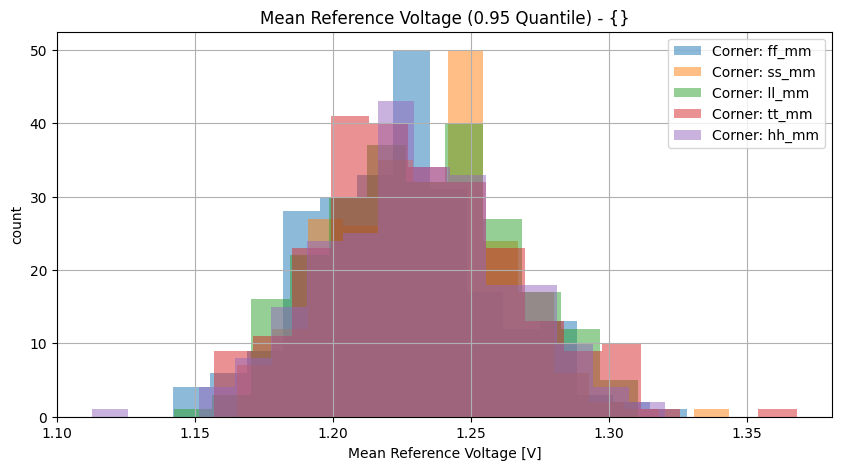 Mean Reference Voltage (0.95 Quantile) - {}
50
40
30
20
10
0
count
Corner: ff_mm
Corner: ss_mm
Corner: ll_mm
Corner: tt_mm
Corner: hh_mm
1.10 1.15 1.20 1.25 1.30 1.35
Mean Reference Voltage [V]